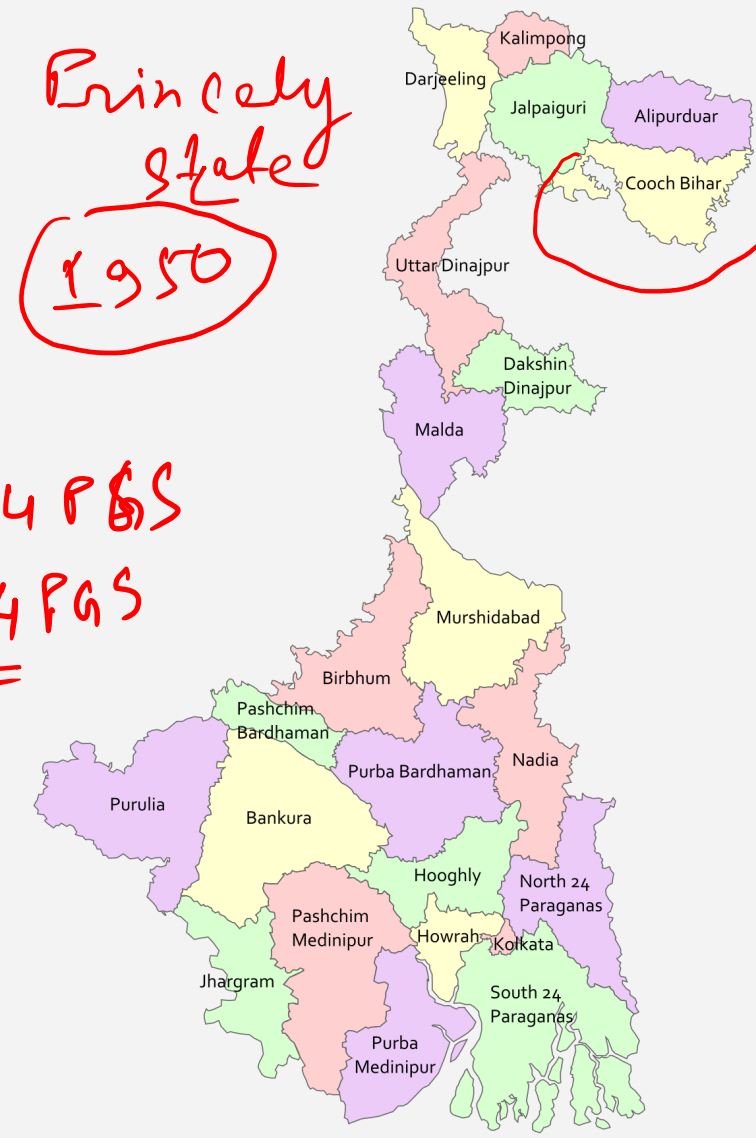 Princely
State
1950
4 PGS
4 PGS
Kalimpong
Darjeeling
Jalpaiguri
Alipurduar
Cooch Bihar
Uttar Dinajpur
Dakshin
Dinajpur
Malda
Murshidabad
Birbhum
Pashchim
Bardhaman
Nadia
Purba Bardhaman
Purulia
Bankura
Hooghly
North 24
Paraganas
Pashchim
Medinipur
Howrah
Kolkata
Jhargram
South 24
Paraganas
Purba
Medinipur